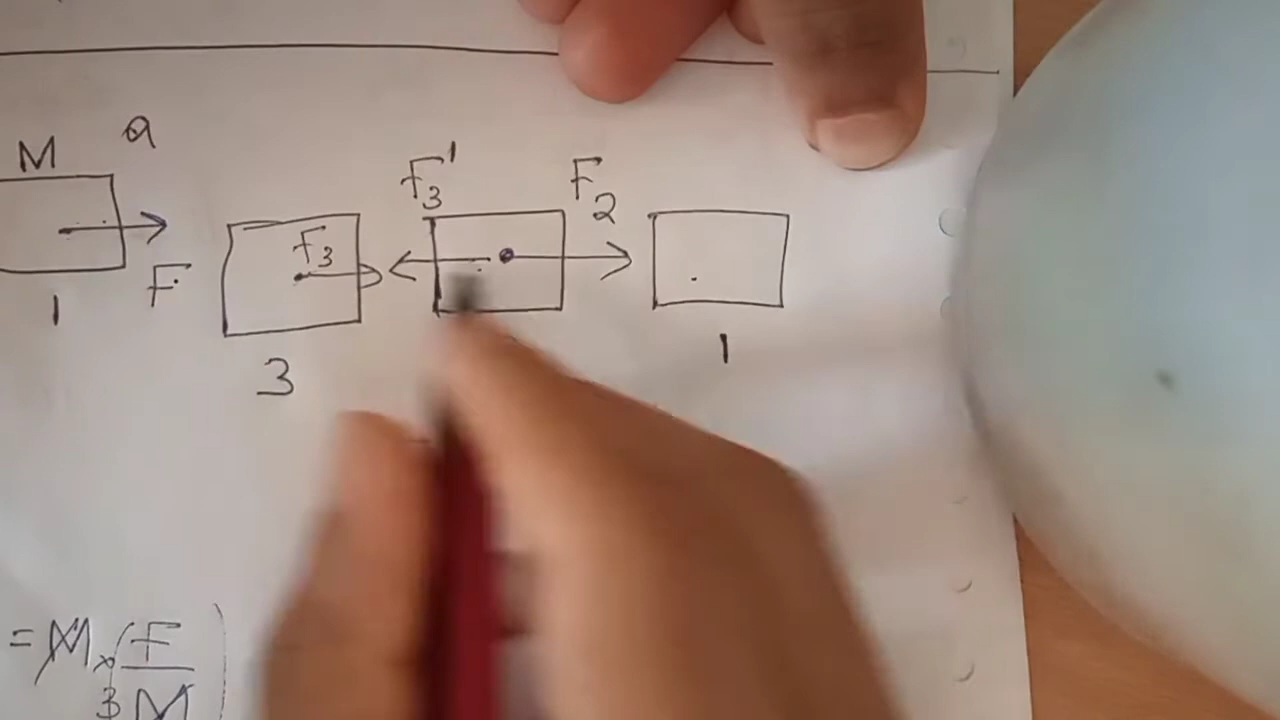 M a
F
1
F₃
3
F₃' F₂
1
= M × (F
3 M)